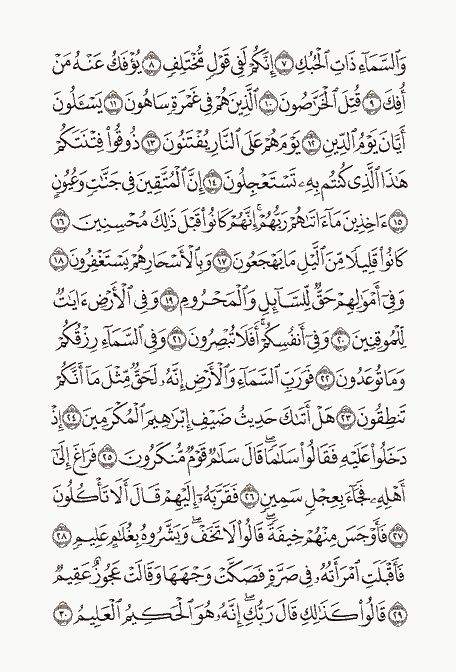 وَٱلسَّمَآءِ ذَاتِ ٱلْحُبُكِ ٧ إِنَّكُمْ لَفِى قَوْلٍ مُّخْتَلِفٍ ٨ يُؤْفَكُ عَنْهُ مَنْ
أُفِكَ ٩ قُتِلَ ٱلْخَرَّٰصُونَ ١٠ ٱلَّذِينَ هُمْ فِى غَمْرَةٍ سَاهُونَ ١١ يَسْـَٔلُونَ
أَيَّانَ يَوْمُ ٱلدِّينِ ١٢ يَوْمَ هُمْ عَلَى ٱلنَّارِ يُفْتَنُونَ ١٣ ذُوقُوا۟ فِتْنَتَكُمْ
هَٰذَا ٱلَّذِى كُنتُم بِهِۦ تَسْتَعْجِلُونَ ١٤ إِنَّ ٱلْمُتَّقِينَ فِى جَنَّٰتٍ وَعُيُونٍ
١٥ ءَاخِذِينَ مَآ ءَاتَىٰهُمْ رَبُّهُمْ ۚ إِنَّهُمْ كَانُوا۟ قَبْلَ ذَٰلِكَ مُحْسِنِينَ ١٦
كَانُوا۟ قَلِيلًا مِّنَ ٱلَّيْلِ مَا يَهْجَعُونَ ١٧ وَبِٱلْأَسْحَارِ هُمْ يَسْتَغْفِرُونَ ١٨
وَفِىٓ أَمْوَٰلِهِمْ حَقٌّ لِّلسَّآئِلِ وَٱلْمَحْرُومِ ١٩ وَفِى ٱلْأَرْضِ ءَايَٰتٌ
لِّلْمُوقِنِينَ ٢٠ وَفِىٓ أَنفُسِكُمْ ۚ أَفَلَا تُبْصِرُونَ ٢١ وَفِى ٱلسَّمَآءِ رِزْقُكُمْ
وَمَا تُوعَدُونَ ٢٢ فَوَرَبِّ ٱلسَّمَآءِ وَٱلْأَرْضِ إِنَّهُۥ لَحَقٌّ مِّثْلَ مَآ أَنَّكُمْ
تَنطِقُونَ ٢٣ هَلْ أَتَىٰكَ حَدِيثُ ضَيْفِ إِبْرَٰهِيمَ ٱلْمُكْرَمِينَ ٢٤ إِذْ
دَخَلُوا۟ عَلَيْهِ فَقَالُوا۟ سَلَٰمًا ۖ قَالَ سَلَٰمٌ قَوْمٌ مُّنكَرُونَ ٢٥ فَرَاغَ إِلَىٰٓ
أَهْلِهِۦ فَجَآءَ بِعِجْلٍ سَمِينٍ ٢٦ فَقَرَّبَهُۥٓ إِلَيْهِمْ قَالَ أَلَا تَأْكُلُونَ
٢٧ فَأَوْجَسَ مِنْهُمْ خِيفَةً ۖ قَالُوا۟ لَا تَخَفْ ۖ وَبَشَّرُوهُ بِغُلَٰمٍ عَلِيمٍ ٢٨
فَأَقْبَلَتِ ٱمْرَأَتُهُۥ فِى صَرَّةٍ فَصَكَّتْ وَجْهَهَا وَقَالَتْ عَجُوزٌ عَقِيمٌ
٢٩ قَالُوا۟ كَذَٰلِكِ قَالَ رَبُّكِ ۖ إِنَّهُۥ هُوَ ٱلْحَكِيمُ ٱلْعَلِيمُ ٣٠